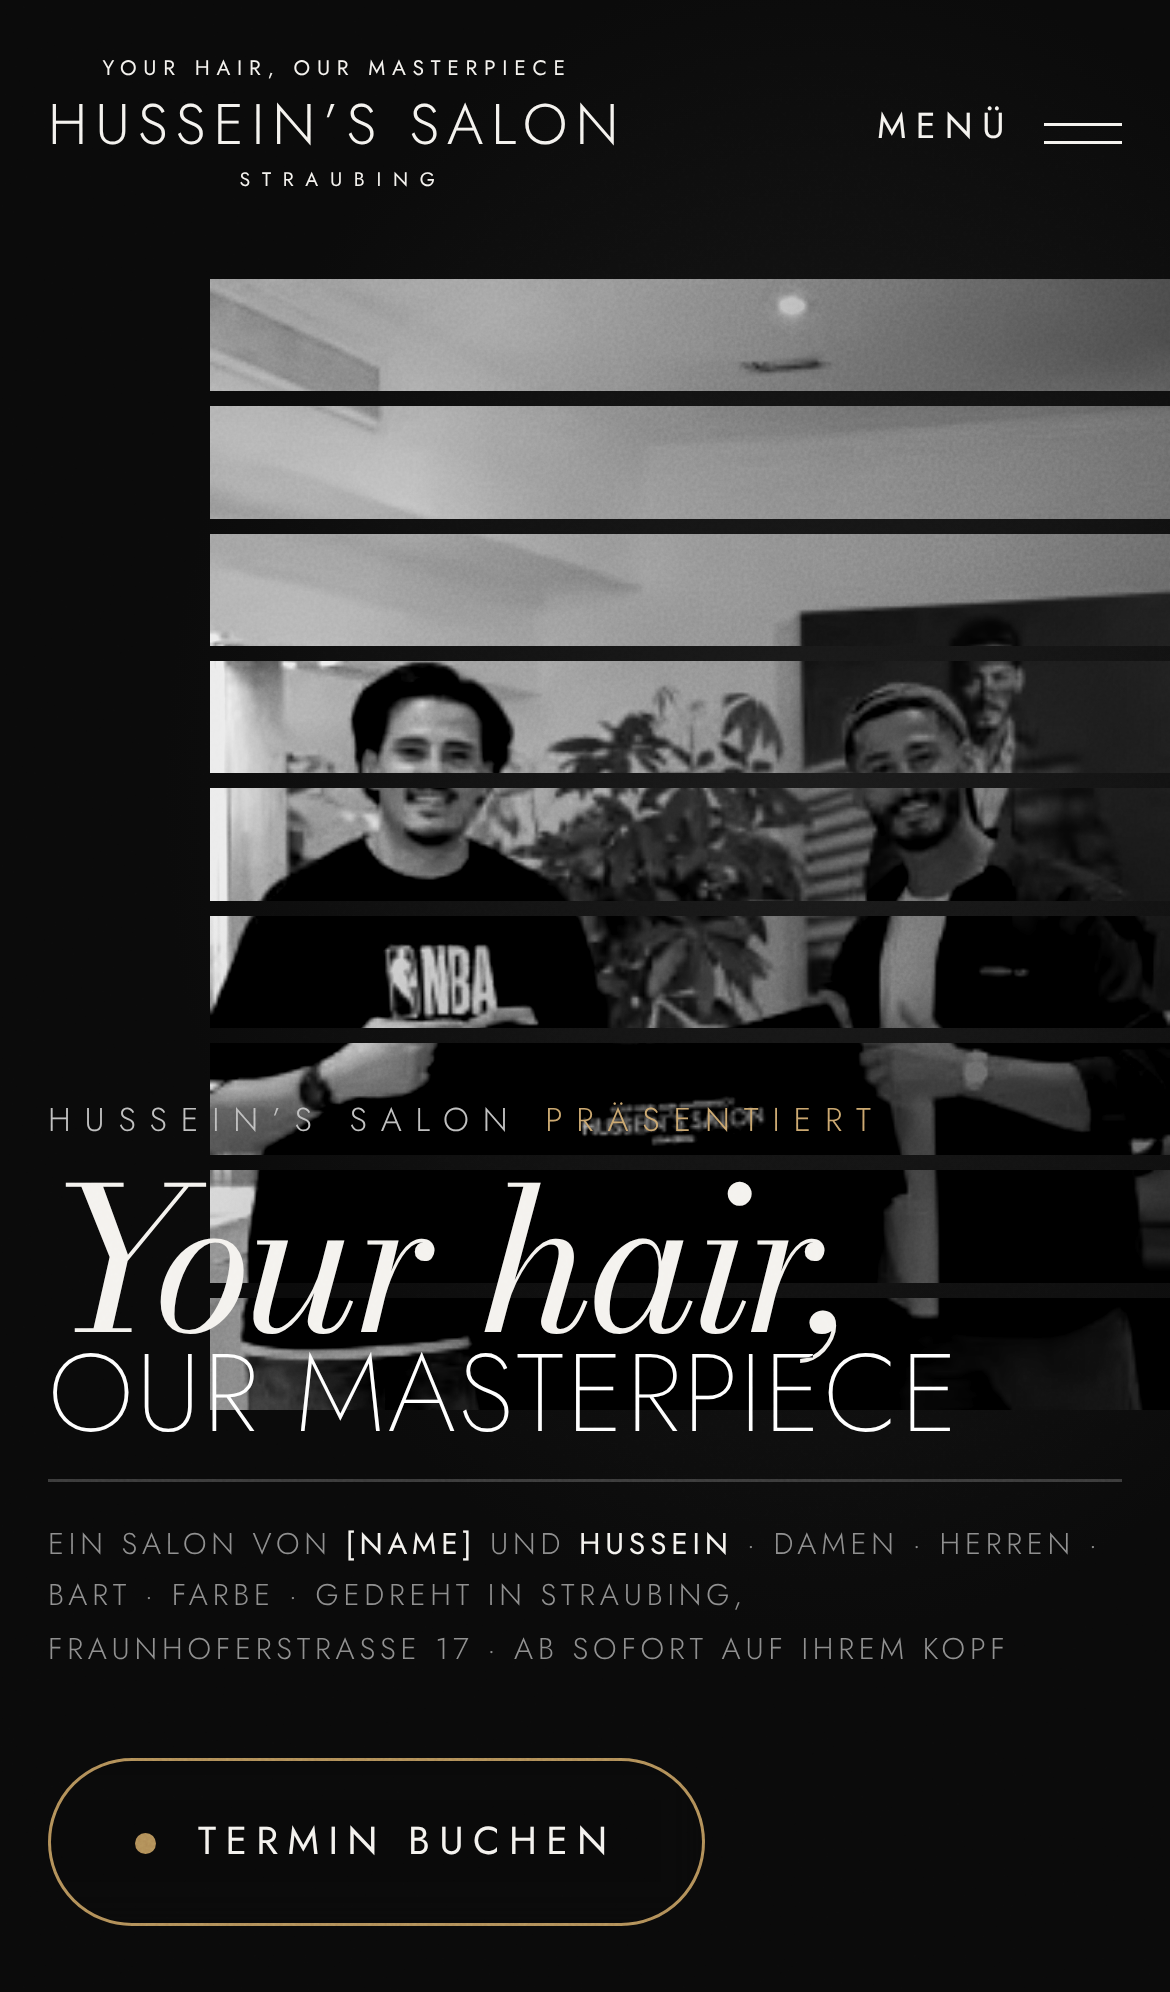 YOUR HAIR, OUR MASTERPIECE
HUSSEIN’S SALON
STRAUBING
MENÜ
NBA
HUSSEIN’S SALON PRÄSENTIERT
Your hair,
OUR MASTERPIECE
EIN SALON VON [NAME] UND HUSSEIN · DAMEN · HERREN ·
BART · FARBE · GEDREHT IN STRAUBING,
FRAUNHOFERSTRASSE 17 · AB SOFORT AUF IHREM KOPF
TERMIN BUCHEN